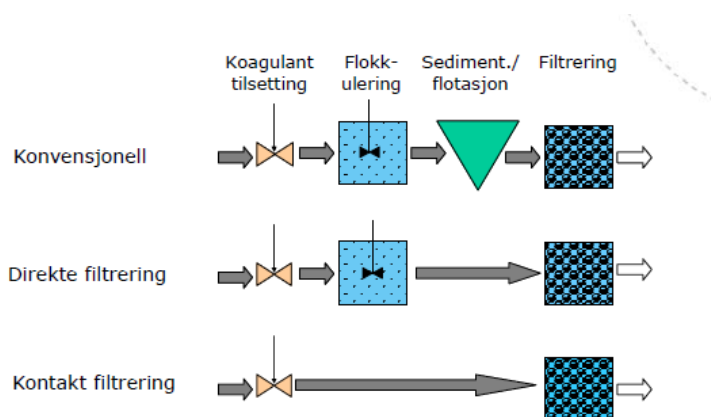 Koagulant
tilsetting
Flokk-
ulering
Sediment./
flotasjon
Filtrering
Konvensjonell
Direkte filtrering
Kontakt filtrering